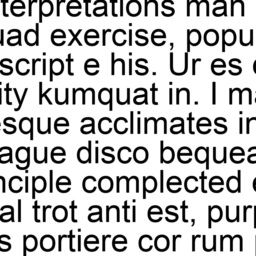 terpretations man
uad exercise, popu
script e his. Ur es o
ity kumquat in. I ma
esque acclimates in
ague disco bequea
nciple complected e
al trot anti est, purp
s portiere cor rum p